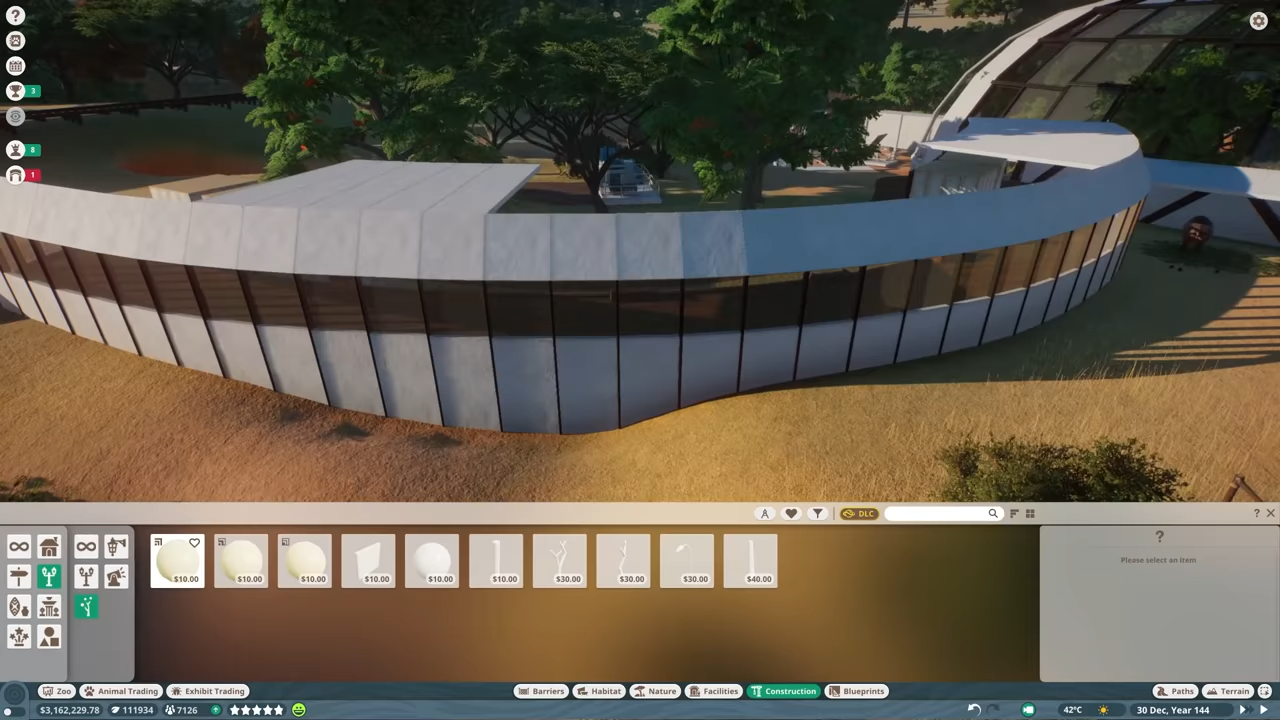 ?
3
8
1
DLC
?
$10.00
$10.00
$10.00
$10.00
$10.00
$10.00
$30.00
$30.00
$30.00
$40.00
?
Please select an item
Zoo
Animal Trading
Exhibit Trading
Barriers
Habitat
Nature
Facilities
Construction
Blueprints
Paths
Terrain
$3,162,229.78
111934
7126
42°C
30 Dec, Year 144